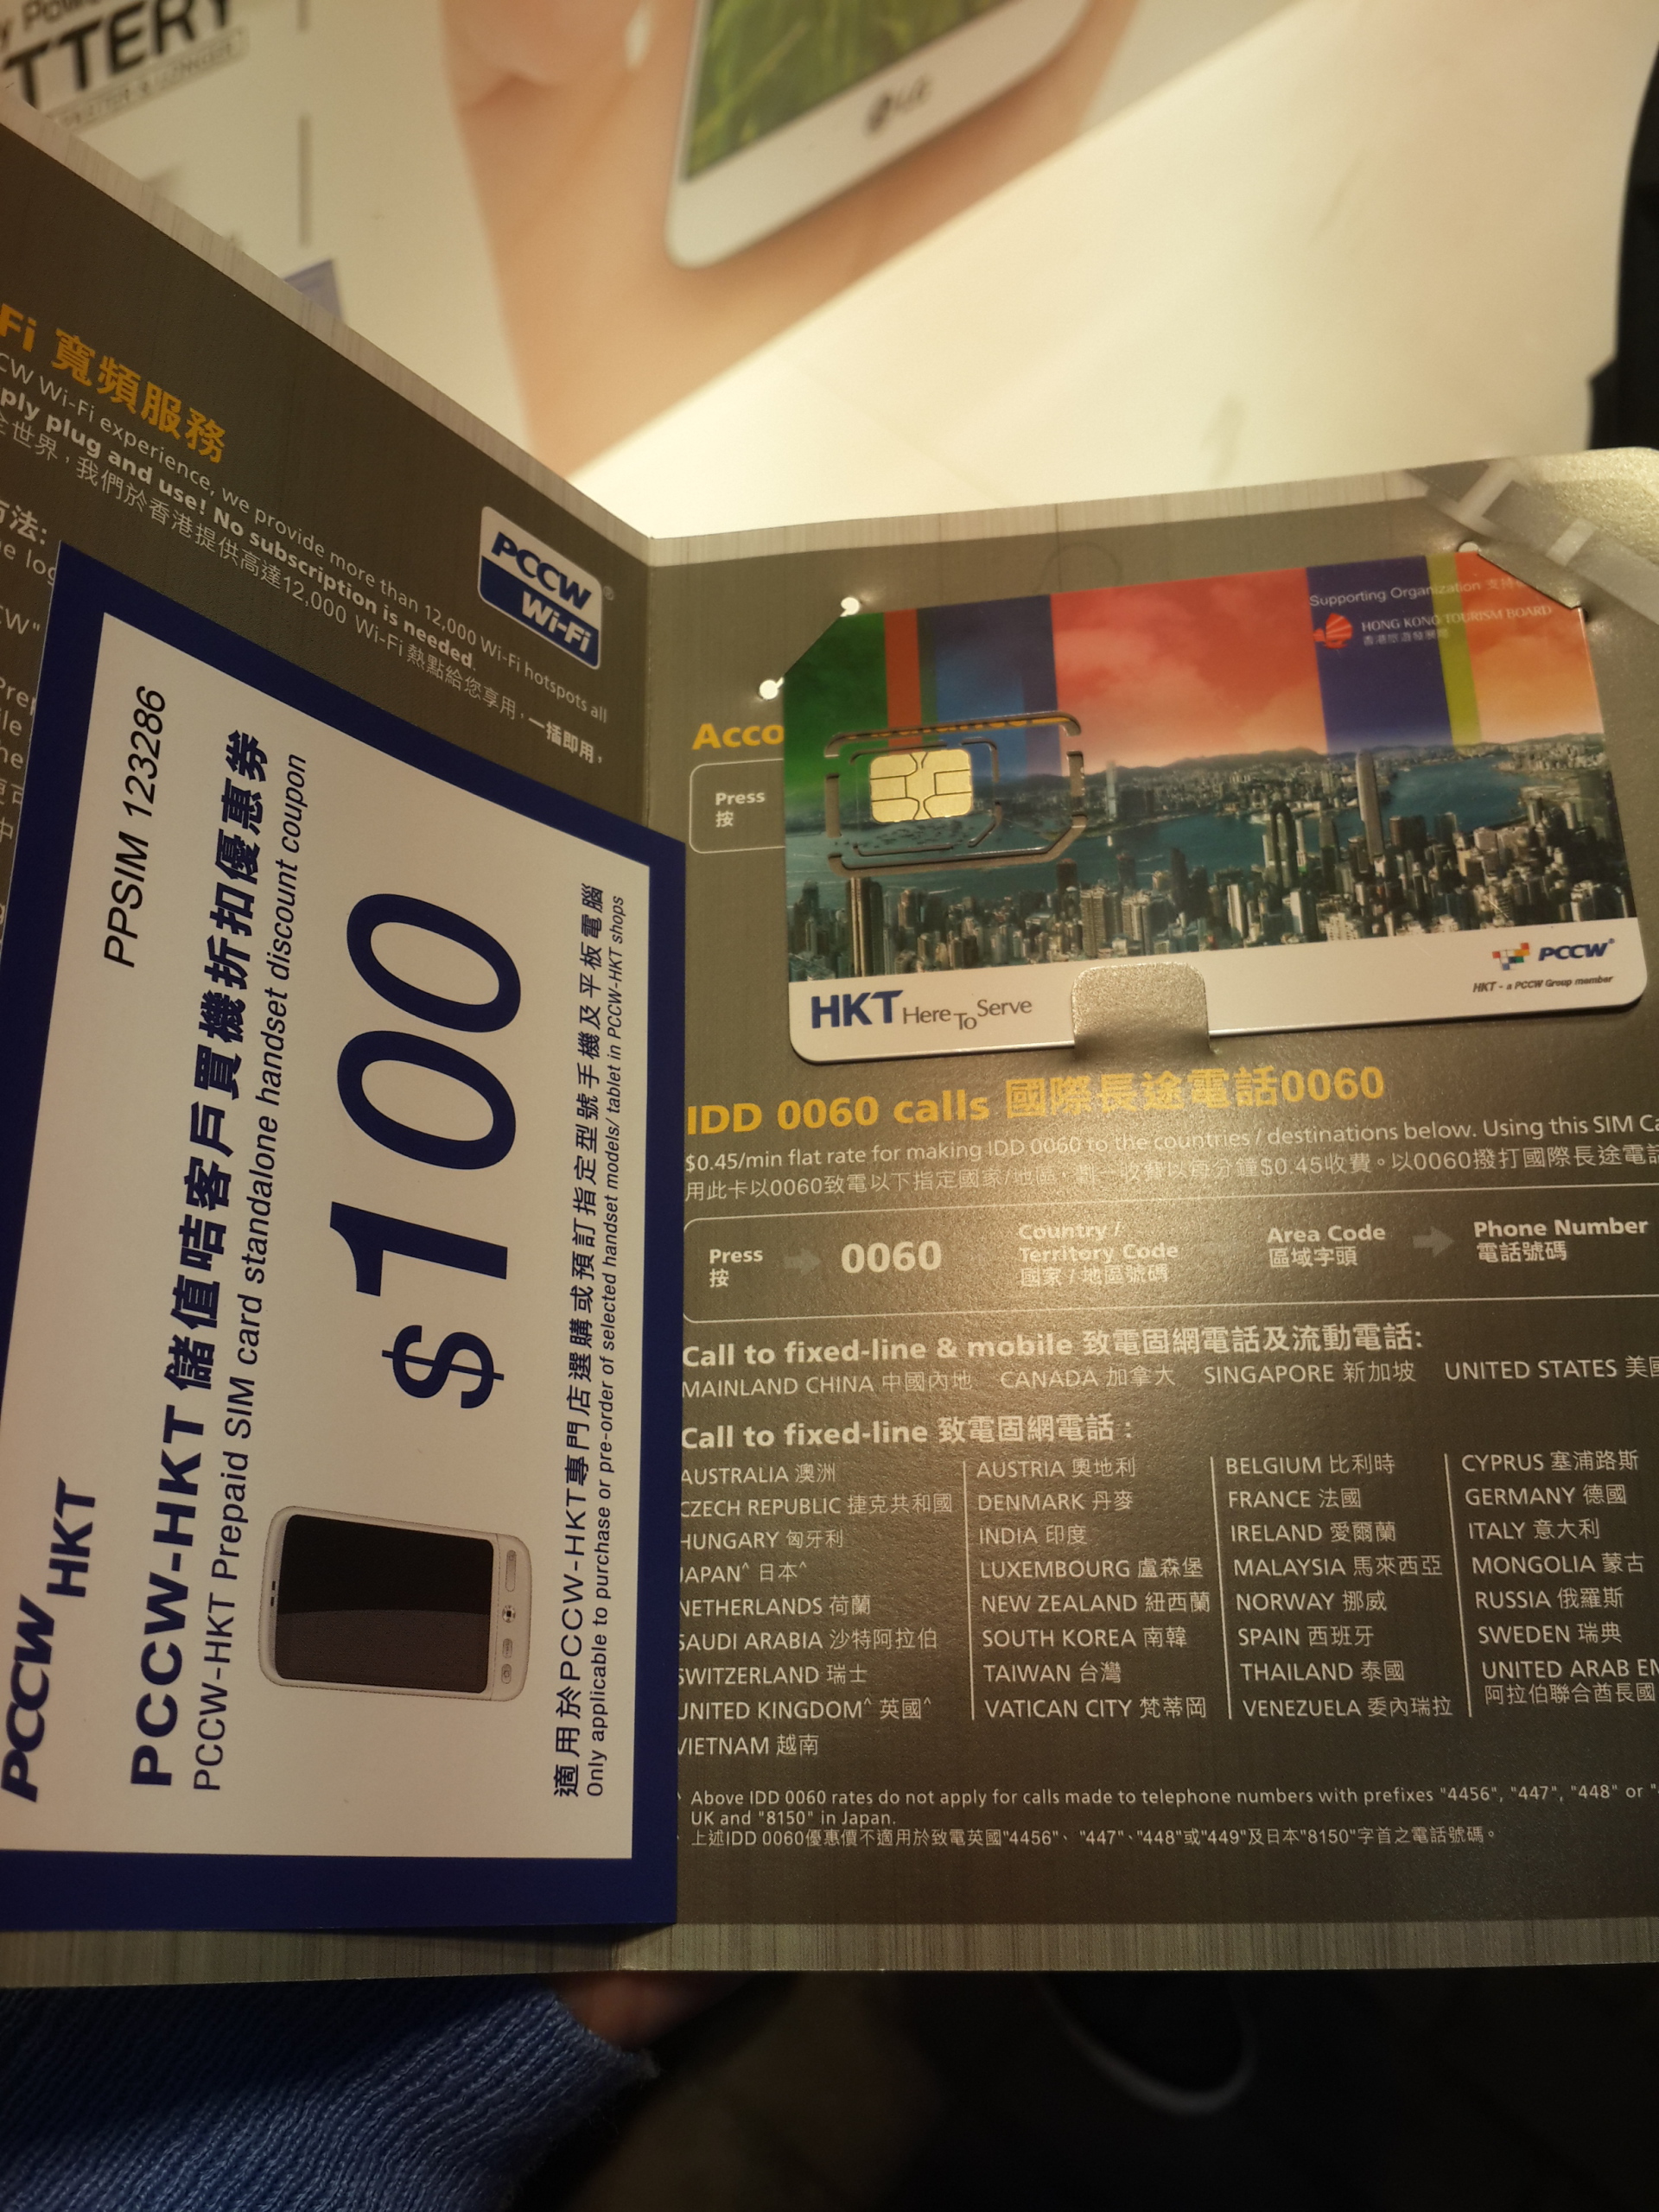 TTERY
LG
Fi 寬頻服務
CW Wi-Fi experience, we provide more than 12,000 Wi-Fi hotspots all
ply plug and use! No subscription is needed.
全世界，我們於香港提供高達12,000 Wi-Fi 熱點給您享用，一插即用，
方法:
PCCW®
Wi-Fi
PPSIM 123286
PCCW HKT
PCCW-HKT 儲值咭客戶買機折扣優惠券
PCCW-HKT Prepaid SIM card standalone handset discount coupon
$100
適用於PCCW-HKT專門店選購或預訂指定型號手機及平板電腦
Only applicable to purchase or pre-order of selected handset models/ tablet in PCCW-HKT shops
Supporting Organization
HONG KONG TOURISM BOARD
香港旅遊發展局
Acco
Press
按
PCCW®
HKT - a PCCW Group member
HKT Here To Serve
IDD 0060 calls 國際長途電話0060
$0.45/min flat rate for making IDD 0060 to the countries / destinations below. Using this SIM Ca
用此卡以0060致電以下指定國家/地區，劃一收費以每分鐘$0.45收費。以0060撥打國際長途電話
Press
按
0060
Country /
Territory Code
國家 / 地區號碼
Area Code
區域字頭
Phone Number
電話號碼
Call to fixed-line & mobile 致電固網電話及流動電話:
MAINLAND CHINA 中國內地 CANADA 加拿大 SINGAPORE 新加坡 UNITED STATES 美國
Call to fixed-line 致電固網電話 :
AUSTRALIA 澳洲 AUSTRIA 奧地利 BELGIUM 比利時 CYPRUS 塞浦路斯
CZECH REPUBLIC 捷克共和國 DENMARK 丹麥 FRANCE 法國 GERMANY 德國
HUNGARY 匈牙利 INDIA 印度 IRELAND 愛爾蘭 ITALY 意大利
JAPAN^ 日本^ LUXEMBOURG 盧森堡 MALAYSIA 馬來西亞 MONGOLIA 蒙古
NETHERLANDS 荷蘭 NEW ZEALAND 紐西蘭 NORWAY 挪威 RUSSIA 俄羅斯
SAUDI ARABIA 沙特阿拉伯 SOUTH KOREA 南韓 SPAIN 西班牙 SWEDEN 瑞典
SWITZERLAND 瑞士 TAIWAN 台灣 THAILAND 泰國 UNITED ARAB EM
阿拉伯聯合酋長國
UNITED KINGDOM^ 英國^ VATICAN CITY 梵蒂岡 VENEZUELA 委內瑞拉
VIETNAM 越南
^ Above IDD 0060 rates do not apply for calls made to telephone numbers with prefixes "4456", "447", "448" or
UK and "8150" in Japan.
上述IDD 0060優惠價不適用於致電英國"4456"、"447"、"448"或"449"及日本"8150"字首之電話號碼。